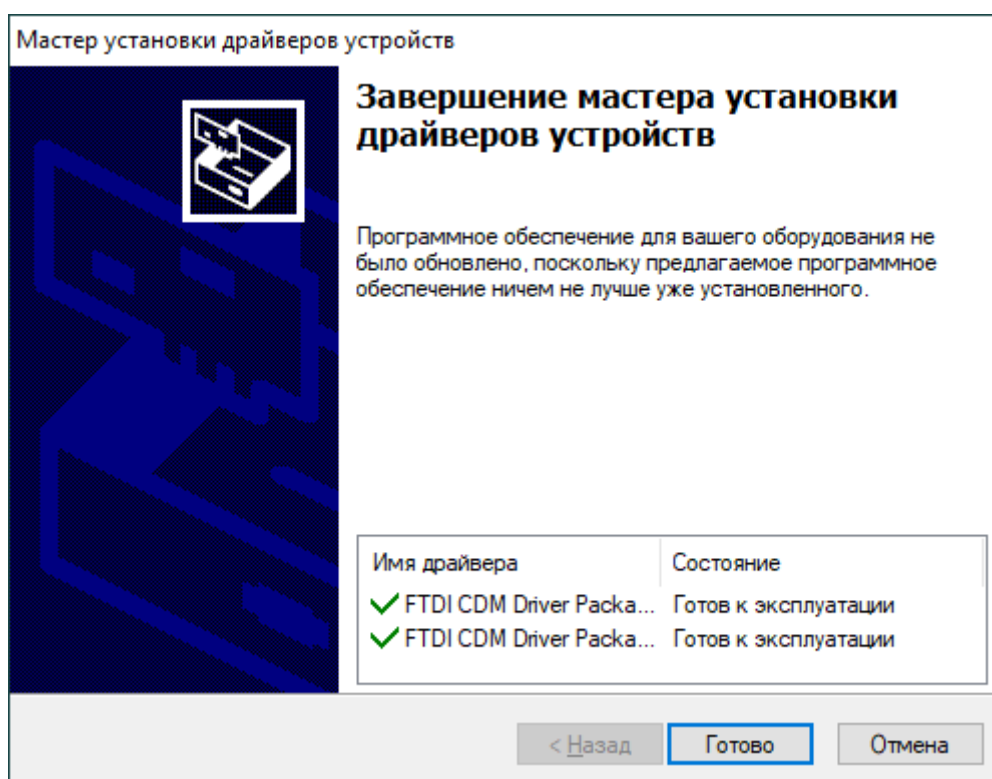 Мастер установки драйверов устройств
Завершение мастера установки
драйверов устройств
Программное обеспечение для вашего оборудования не
было обновлено, поскольку предлагаемое программное
обеспечение ничем не лучше уже установленного.
Имя драйвера Состояние
FTDI CDM Driver Packa... Готов к эксплуатации
FTDI CDM Driver Packa... Готов к эксплуатации
< Назад Готово Отмена